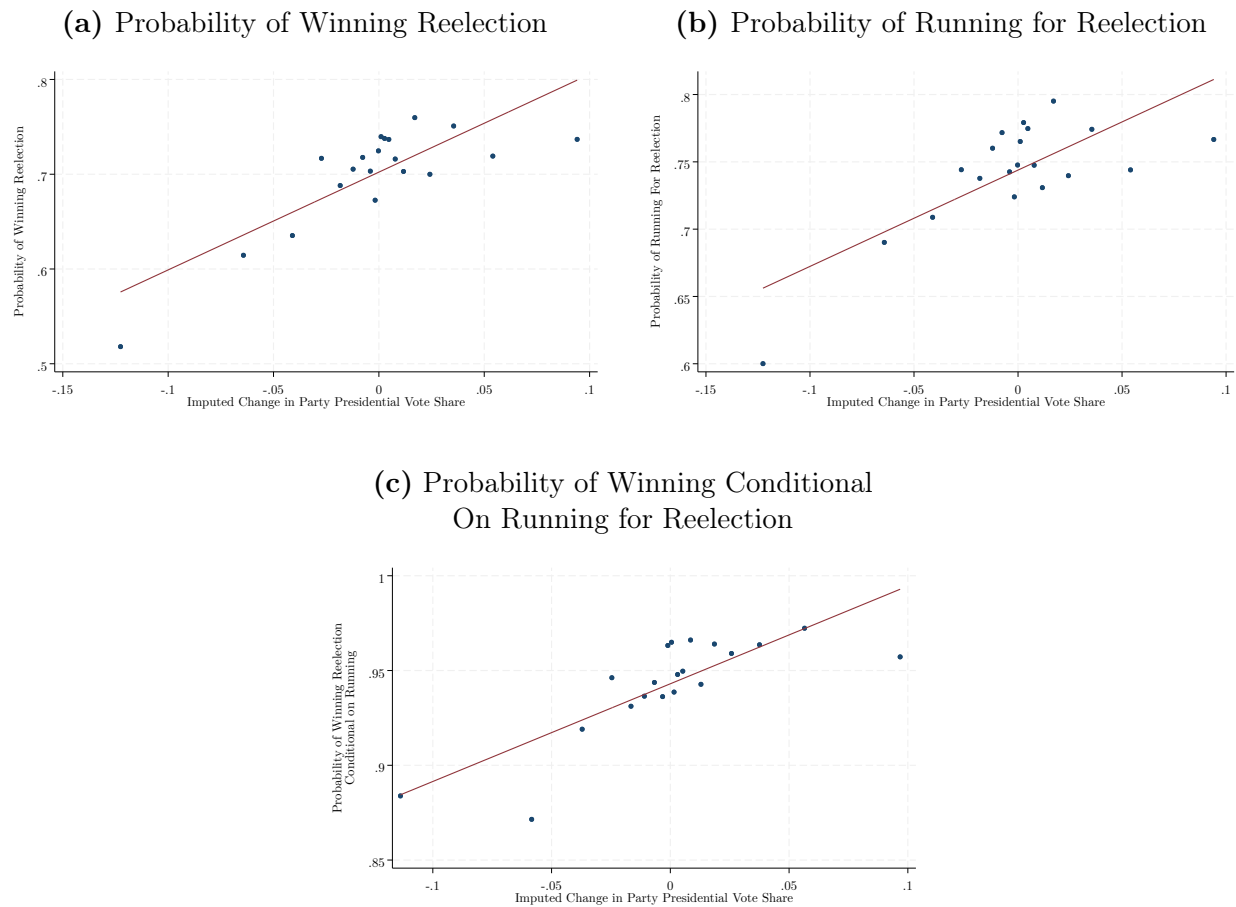 (a) Probability of Winning Reelection
Probability of Winning Reelection
.8
.7
.6
.5
-.15
-.1
-.05
0
.05
.1
Imputed Change in Party Presidential Vote Share
(b) Probability of Running for Reelection
Probability of Running For Reelection
.8
.75
.7
.65
.6
-.15
-.1
-.05
0
.05
.1
Imputed Change in Party Presidential Vote Share
(c) Probability of Winning Conditional
On Running for Reelection
Probability of Winning Reelection
Conditional on Running
1
.95
.9
.85
-.1
-.05
0
.05
.1
Imputed Change in Party Presidential Vote Share